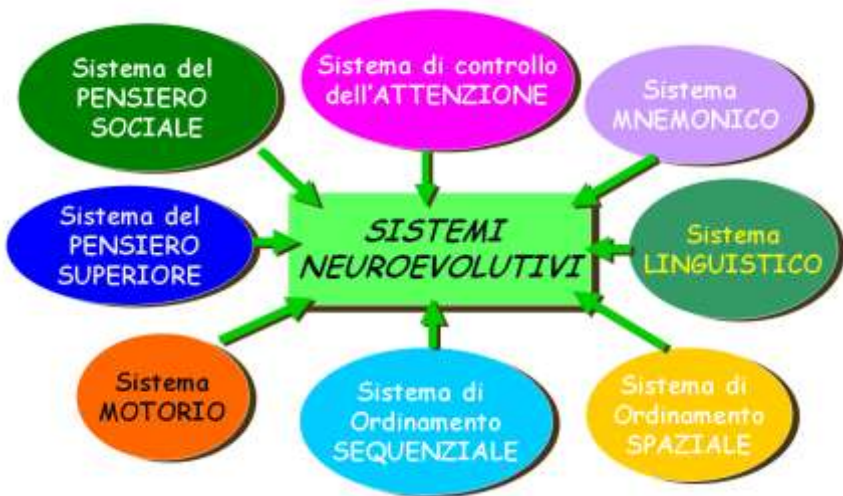 Sistema del
PENSIERO
SOCIALE
Sistema di controllo
dell'ATTENZIONE
Sistema
MNEMONICO
Sistema del
PENSIERO
SUPERIORE
SISTEMI
NEUROEVOLUTIVI
Sistema
LINGUISTICO
Sistema
MOTORIO
Sistema di
Ordinamento
SEQUENZIALE
Sistema di
Ordinamento
SPAZIALE